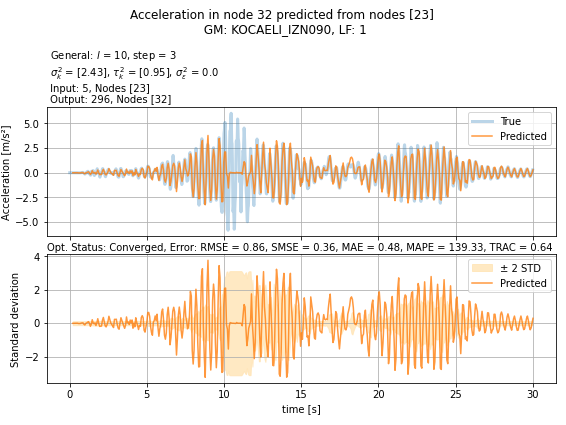 Acceleration in node 32 predicted from nodes [23]
GM: KOCAELI_IZN090, LF: 1
General: l = 10, step = 3
σ²ₖ = [2.43], τ²ₖ = [0.95], σ²ε = 0.0
Input: 5, Nodes [23]
Output: 296, Nodes [32]
True
Predicted
Acceleration [m/s²]
5.0
2.5
0.0
−2.5
−5.0
Opt. Status: Converged, Error: RMSE = 0.86, SMSE = 0.36, MAE = 0.48, MAPE = 139.33, TRAC = 0.64
± 2 STD
Predicted
Standard deviation
4
2
0
−2
0 5 10 15 20 25 30
time [s]